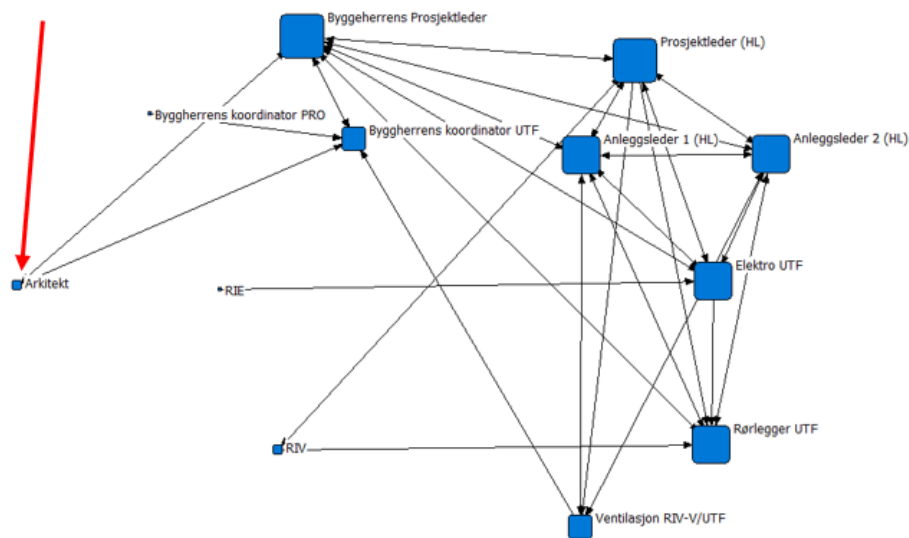 Byggeherrens Prosjektleder
Prosjektleder (HL)
Byggherrens koordinator PRO
Byggherrens koordinator UTF
Anleggsleder 1 (HL)
Anleggsleder 2 (HL)
Arkitekt
RIE
Elektro UTF
RIV
Rørlegger UTF
Ventilasjon RIV-V/UTF